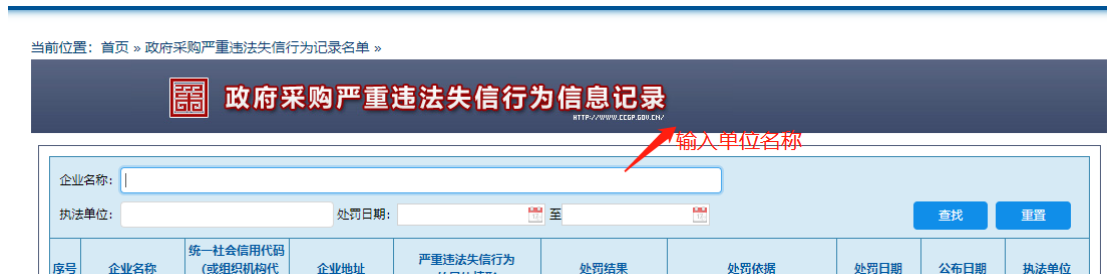 当前位置：首页 » 政府采购严重违法失信行为记录名单 »
政府采购严重违法失信行为信息记录
HTTP://WWW.CCGP.GOV.CN/
输入单位名称
企业名称：
执法单位： 处罚日期： 至 查找 重置
序号 企业名称 统一社会信用代码 （或组织机构代 企业地址 严重违法失信行为 处罚结果 处罚依据 处罚日期 公布日期 执法单位